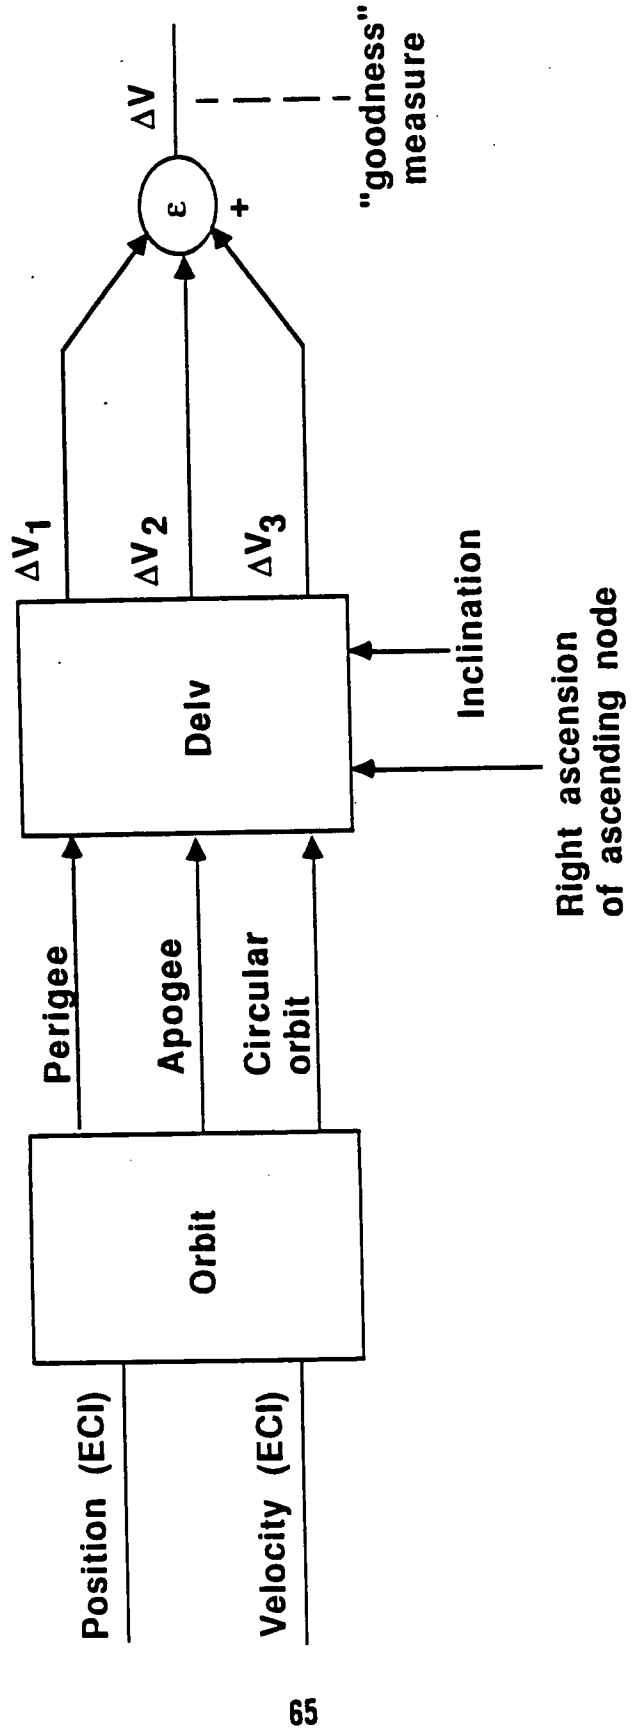 Position (ECI)
Velocity (ECI)
Orbit
Perigee
Apogee
Circular
orbit
Delv
Right ascension
of ascending node
Inclination
ΔV1
ΔV2
ΔV3
ε
+
ΔV
"goodness"
measure
65